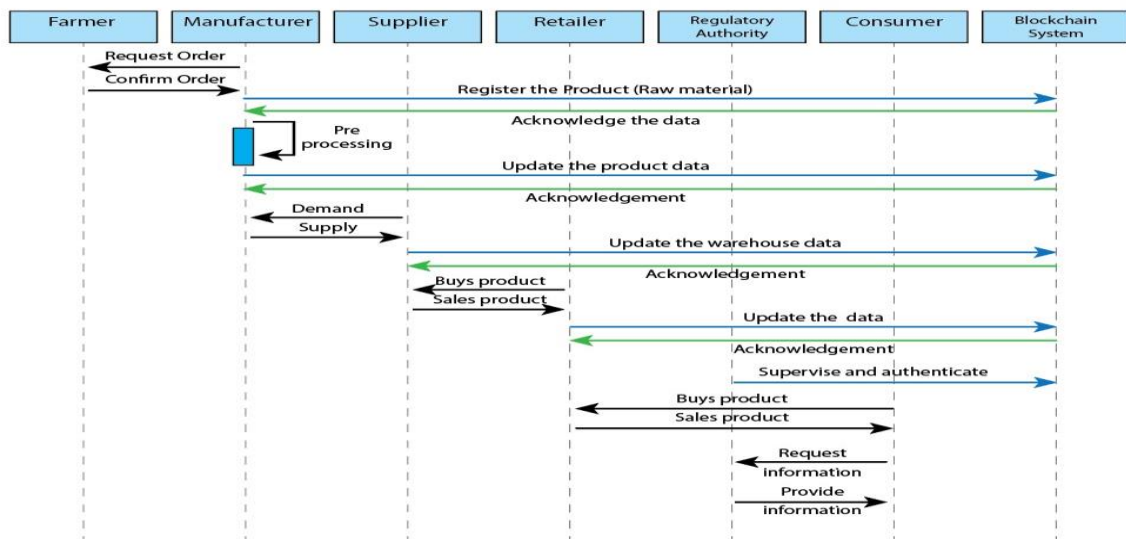 Farmer
Manufacturer
Supplier
Retailer
Regulatory
Authority
Consumer
Blockchain
System
Request Order
Confirm Order
Register the Product (Raw material)
Acknowledge the data
Pre
processing
Update the product data
Acknowledgement
Demand
Supply
Update the warehouse data
Acknowledgement
Buys product
Sales product
Update the data
Acknowledgement
Supervise and authenticate
Buys product
Sales product
Request
information
Provide
information